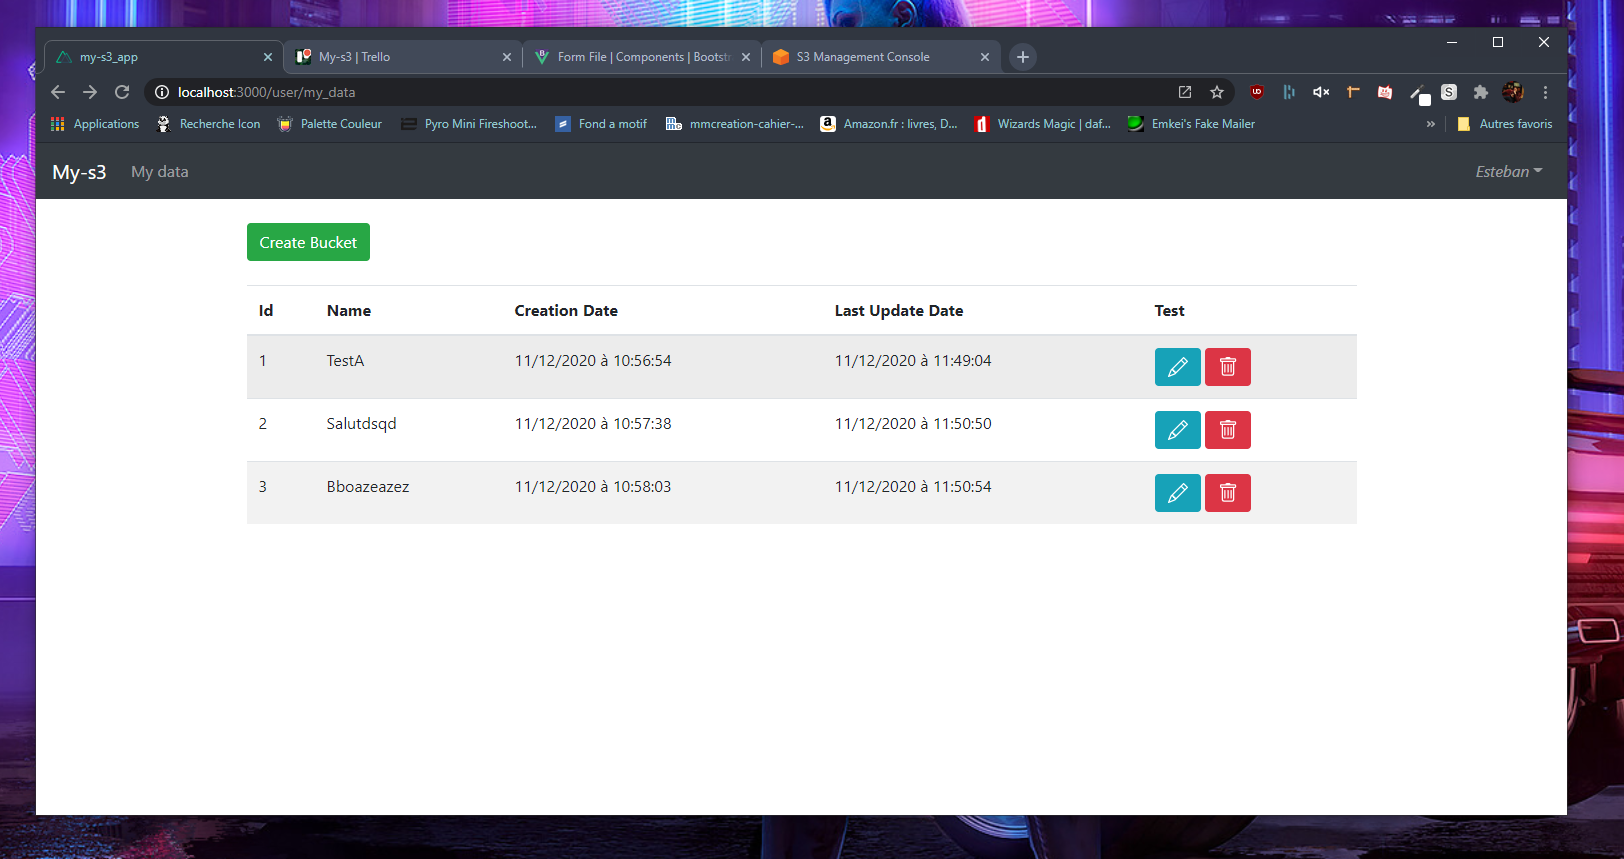 my-s3_app My-s3 | Trello Form File | Components | Bootstr S3 Management Console
localhost:3000/user/my_data
Applications Recherche Icon Palette Couleur Pyro Mini Fireshoot... Fond a motif mmcreation-cahier-... Amazon.fr : livres, D... Wizards Magic | daf... Emkei's Fake Mailer » Autres favoris
My-s3 My data Esteban
Create Bucket
Id Name Creation Date Last Update Date Test
1 TestA 11/12/2020 à 10:56:54 11/12/2020 à 11:49:04
2 Salutdsqd 11/12/2020 à 10:57:38 11/12/2020 à 11:50:50
3 Bboazeazez 11/12/2020 à 10:58:03 11/12/2020 à 11:50:54